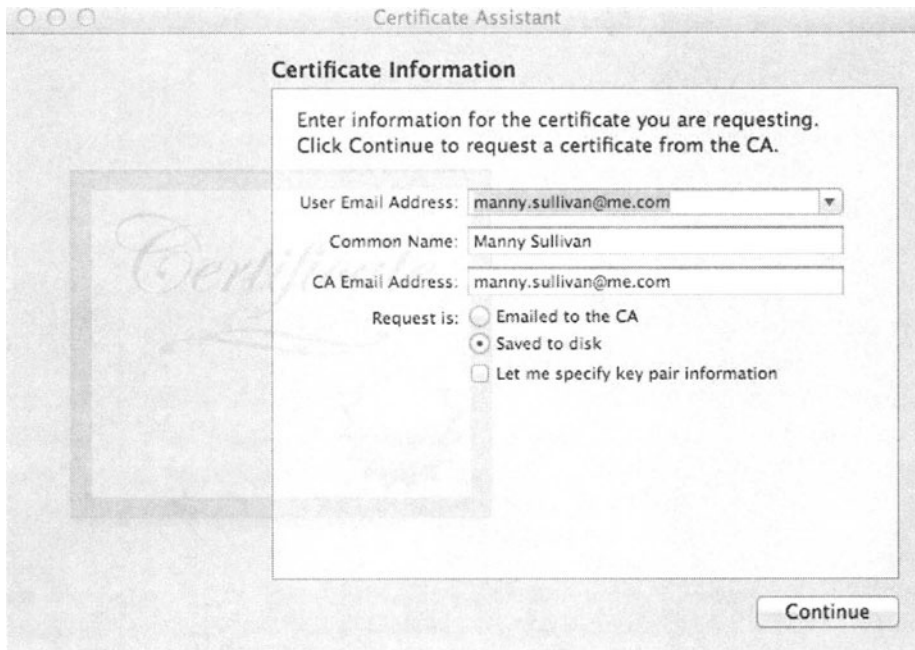 Certificate Assistant
Certificate Information
Enter information for the certificate you are requesting.
Click Continue to request a certificate from the CA.
User Email Address: manny.sullivan@me.com
Common Name: Manny Sullivan
CA Email Address: manny.sullivan@me.com
Request is: Emailed to the CA
Saved to disk
Let me specify key pair information
Certificate
Continue